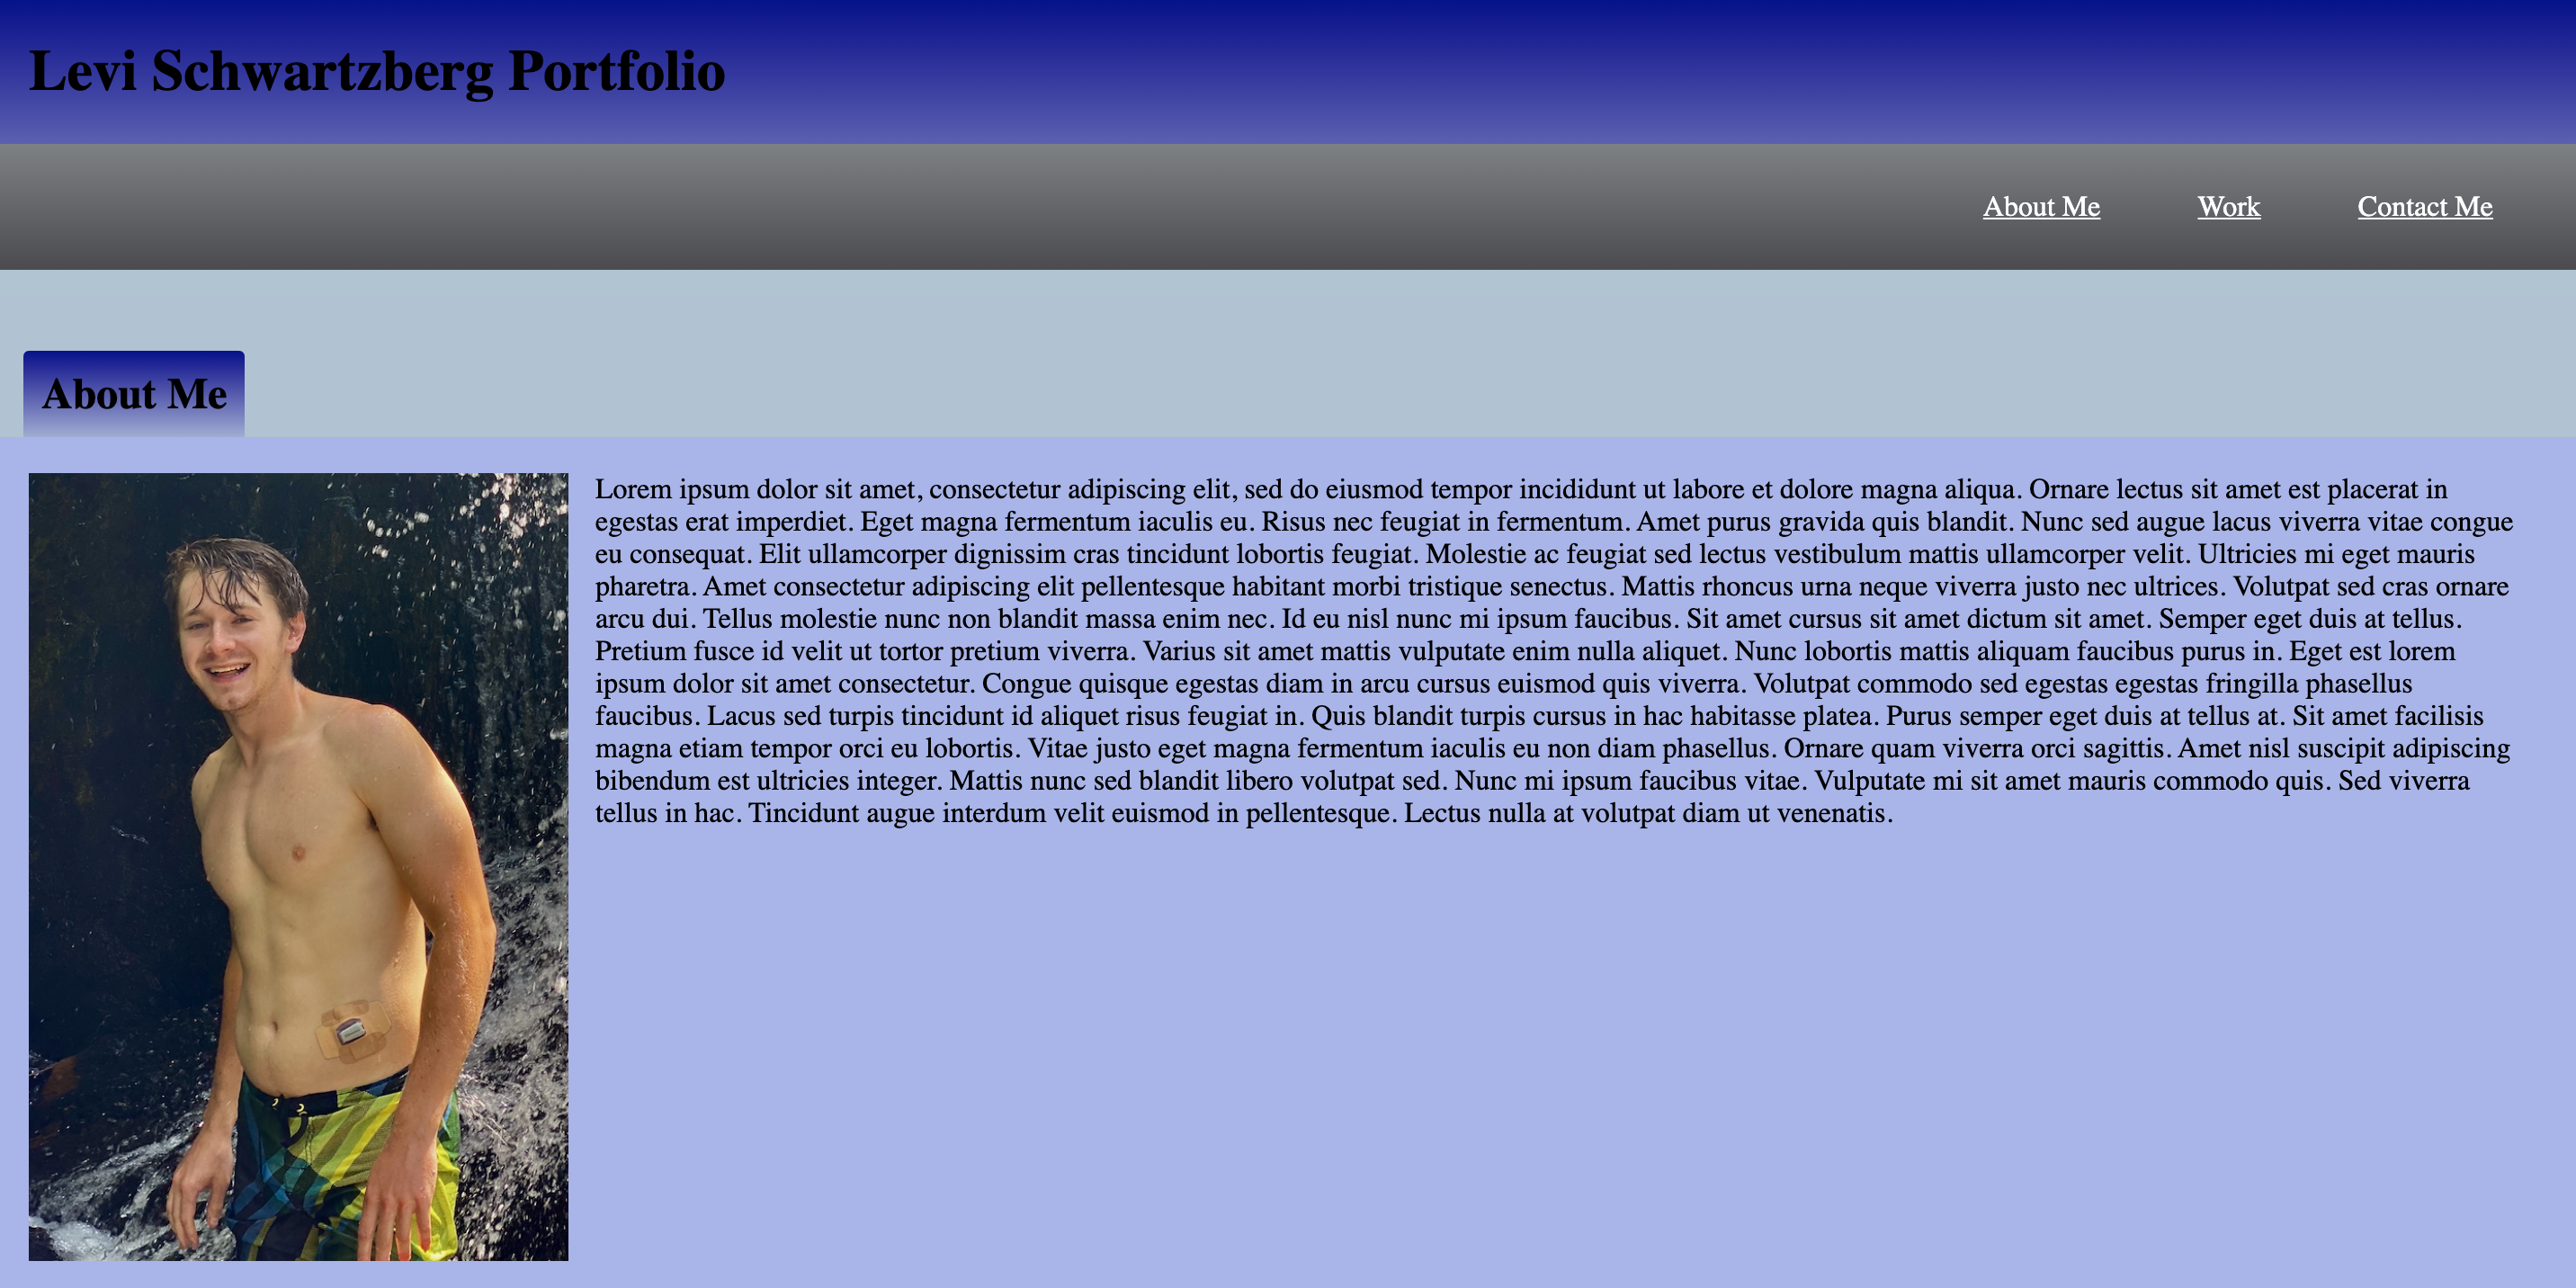 Levi Schwartzberg Portfolio
About Me
Work
Contact Me
About Me
Lorem ipsum dolor sit amet, consectetur adipiscing elit, sed do eiusmod tempor incididunt ut labore et dolore magna aliqua. Ornare lectus sit amet est placerat in
egestas erat imperdiet. Eget magna fermentum iaculis eu. Risus nec feugiat in fermentum. Amet purus gravida quis blandit. Nunc sed augue lacus viverra vitae congue
eu consequat. Elit ullamcorper dignissim cras tincidunt lobortis feugiat. Molestie ac feugiat sed lectus vestibulum mattis ullamcorper velit. Ultricies mi eget mauris
pharetra. Amet consectetur adipiscing elit pellentesque habitant morbi tristique senectus. Mattis rhoncus urna neque viverra justo nec ultrices. Volutpat sed cras ornare
arcu dui. Tellus molestie nunc non blandit massa enim nec. Id eu nisl nunc mi ipsum faucibus. Sit amet cursus sit amet dictum sit amet. Semper eget duis at tellus.
Pretium fusce id velit ut tortor pretium viverra. Varius sit amet mattis vulputate enim nulla aliquet. Nunc lobortis mattis aliquam faucibus purus in. Eget est lorem
ipsum dolor sit amet consectetur. Congue quisque egestas diam in arcu cursus euismod quis viverra. Volutpat commodo sed egestas egestas fringilla phasellus
faucibus. Lacus sed turpis tincidunt id aliquet risus feugiat in. Quis blandit turpis cursus in hac habitasse platea. Purus semper eget duis at tellus at. Sit amet facilisis
magna etiam tempor orci eu lobortis. Vitae justo eget magna fermentum iaculis eu non diam phasellus. Ornare quam viverra orci sagittis. Amet nisl suscipit adipiscing
bibendum est ultricies integer. Mattis nunc sed blandit libero volutpat sed. Nunc mi ipsum faucibus vitae. Vulputate mi sit amet mauris commodo quis. Sed viverra
tellus in hac. Tincidunt augue interdum velit euismod in pellentesque. Lectus nulla at volutpat diam ut venenatis.